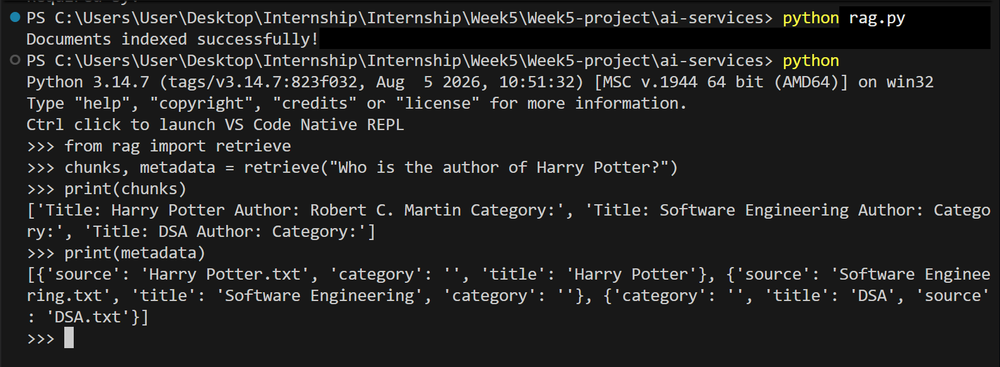 PS C:\Users\User\Desktop\Internship\Internship\Week5\Week5-project\ai-services> python rag.py
Documents indexed successfully!
PS C:\Users\User\Desktop\Internship\Internship\Week5\Week5-project\ai-services> python
Python 3.14.7 (tags/v3.14.7:823f032, Aug  5 2026, 10:51:32) [MSC v.1944 64 bit (AMD64)] on win32
Type "help", "copyright", "credits" or "license" for more information.
Ctrl click to launch VS Code Native REPL
>>> from rag import retrieve
>>> chunks, metadata = retrieve("Who is the author of Harry Potter?")
>>> print(chunks)
['Title: Harry Potter Author: Robert C. Martin Category:', 'Title: Software Engineering Author: Catego
ry:', 'Title: DSA Author: Category:']
>>> print(metadata)
[{'source': 'Harry Potter.txt', 'category': '', 'title': 'Harry Potter'}, {'source': 'Software Enginee
ring.txt', 'title': 'Software Engineering', 'category': ''}, {'category': '', 'title': 'DSA', 'source'
: 'DSA.txt'}]
>>>